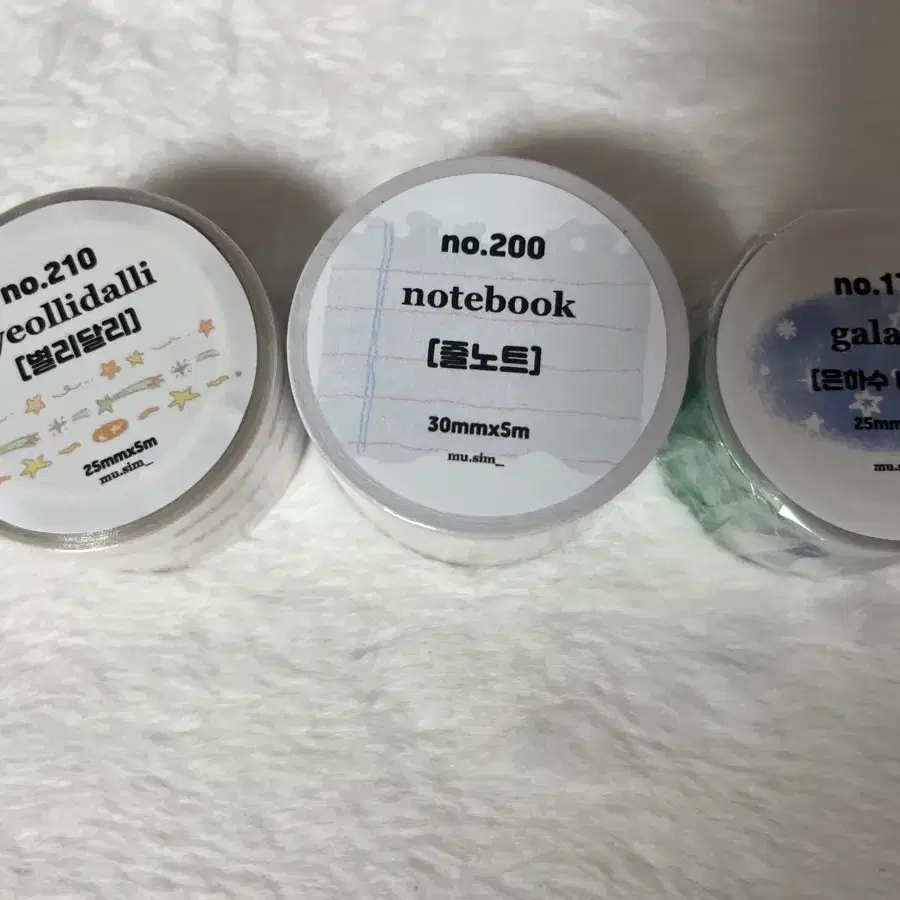 no.210
yeollidalli
[별리달리]
25mmx5m
mu.sim_
no.200
notebook
[줄노트]
30mmx5m
mu.sim_
no.1
gala
[은하수
25mm
mu.s